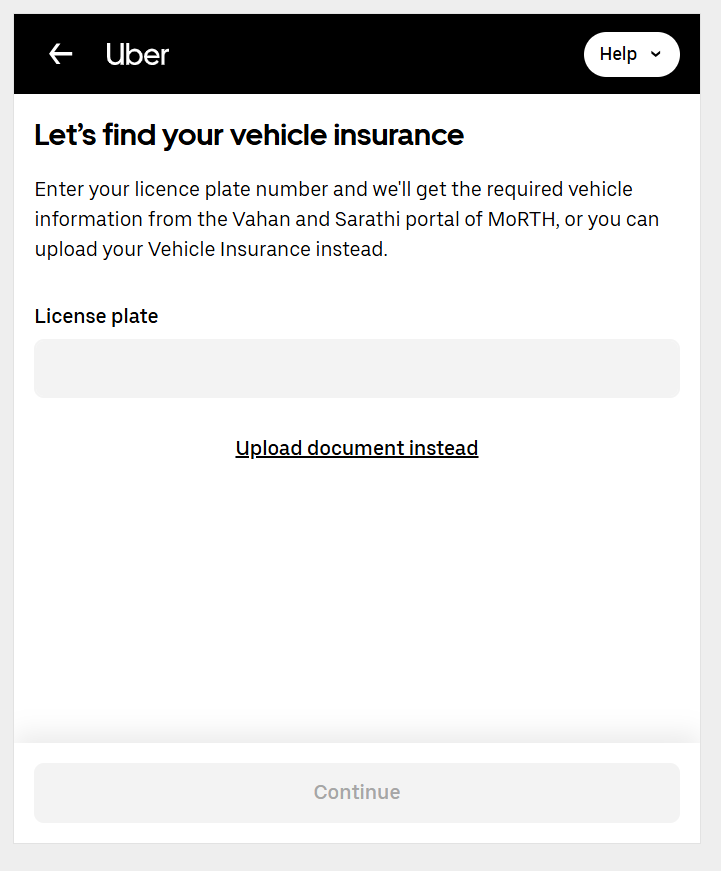 Uber
Help
Let's find your vehicle insurance
Enter your licence plate number and we'll get the required vehicle
information from the Vahan and Sarathi portal of MoRTH, or you can
upload your Vehicle Insurance instead.
License plate
Upload document instead
Continue